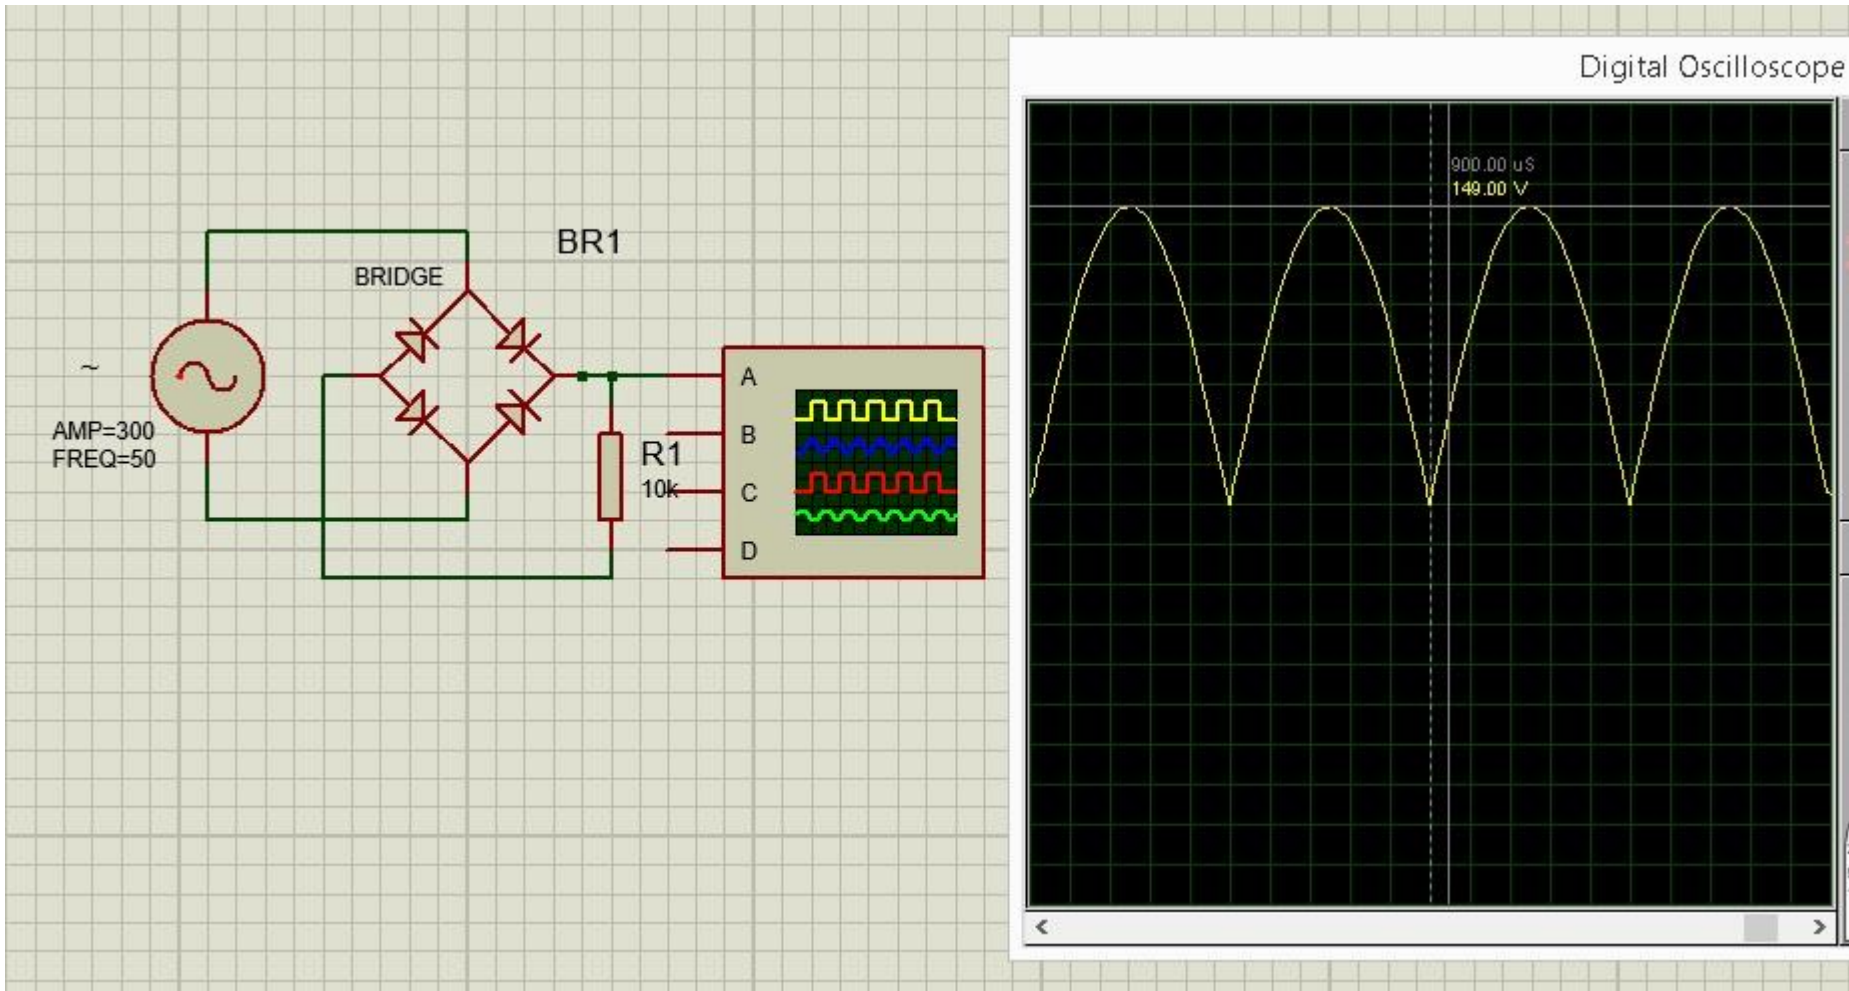 Digital Oscilloscope
900.00 uS
149.00 V
BR1
BRIDGE
~
AMP=300
FREQ=50
A
B
R1
10k
C
D